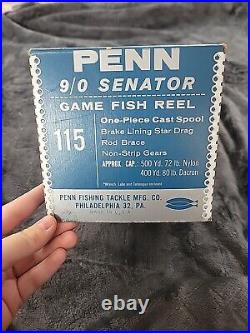 PENN
9/0 SENATOR
GAME FISH REEL
115
One-Piece Cast Spool
Brake Lining Star Drag
Rod Brace
Non-Strip Gears
APPROX. CAP.: 500 Yd. 72 lb. Nylon
400 Yd. 80 lb. Dacron
PENN FISHING TACKLE MFG. CO.
PHILADELPHIA 32, PA.
MADE IN U.S.A.